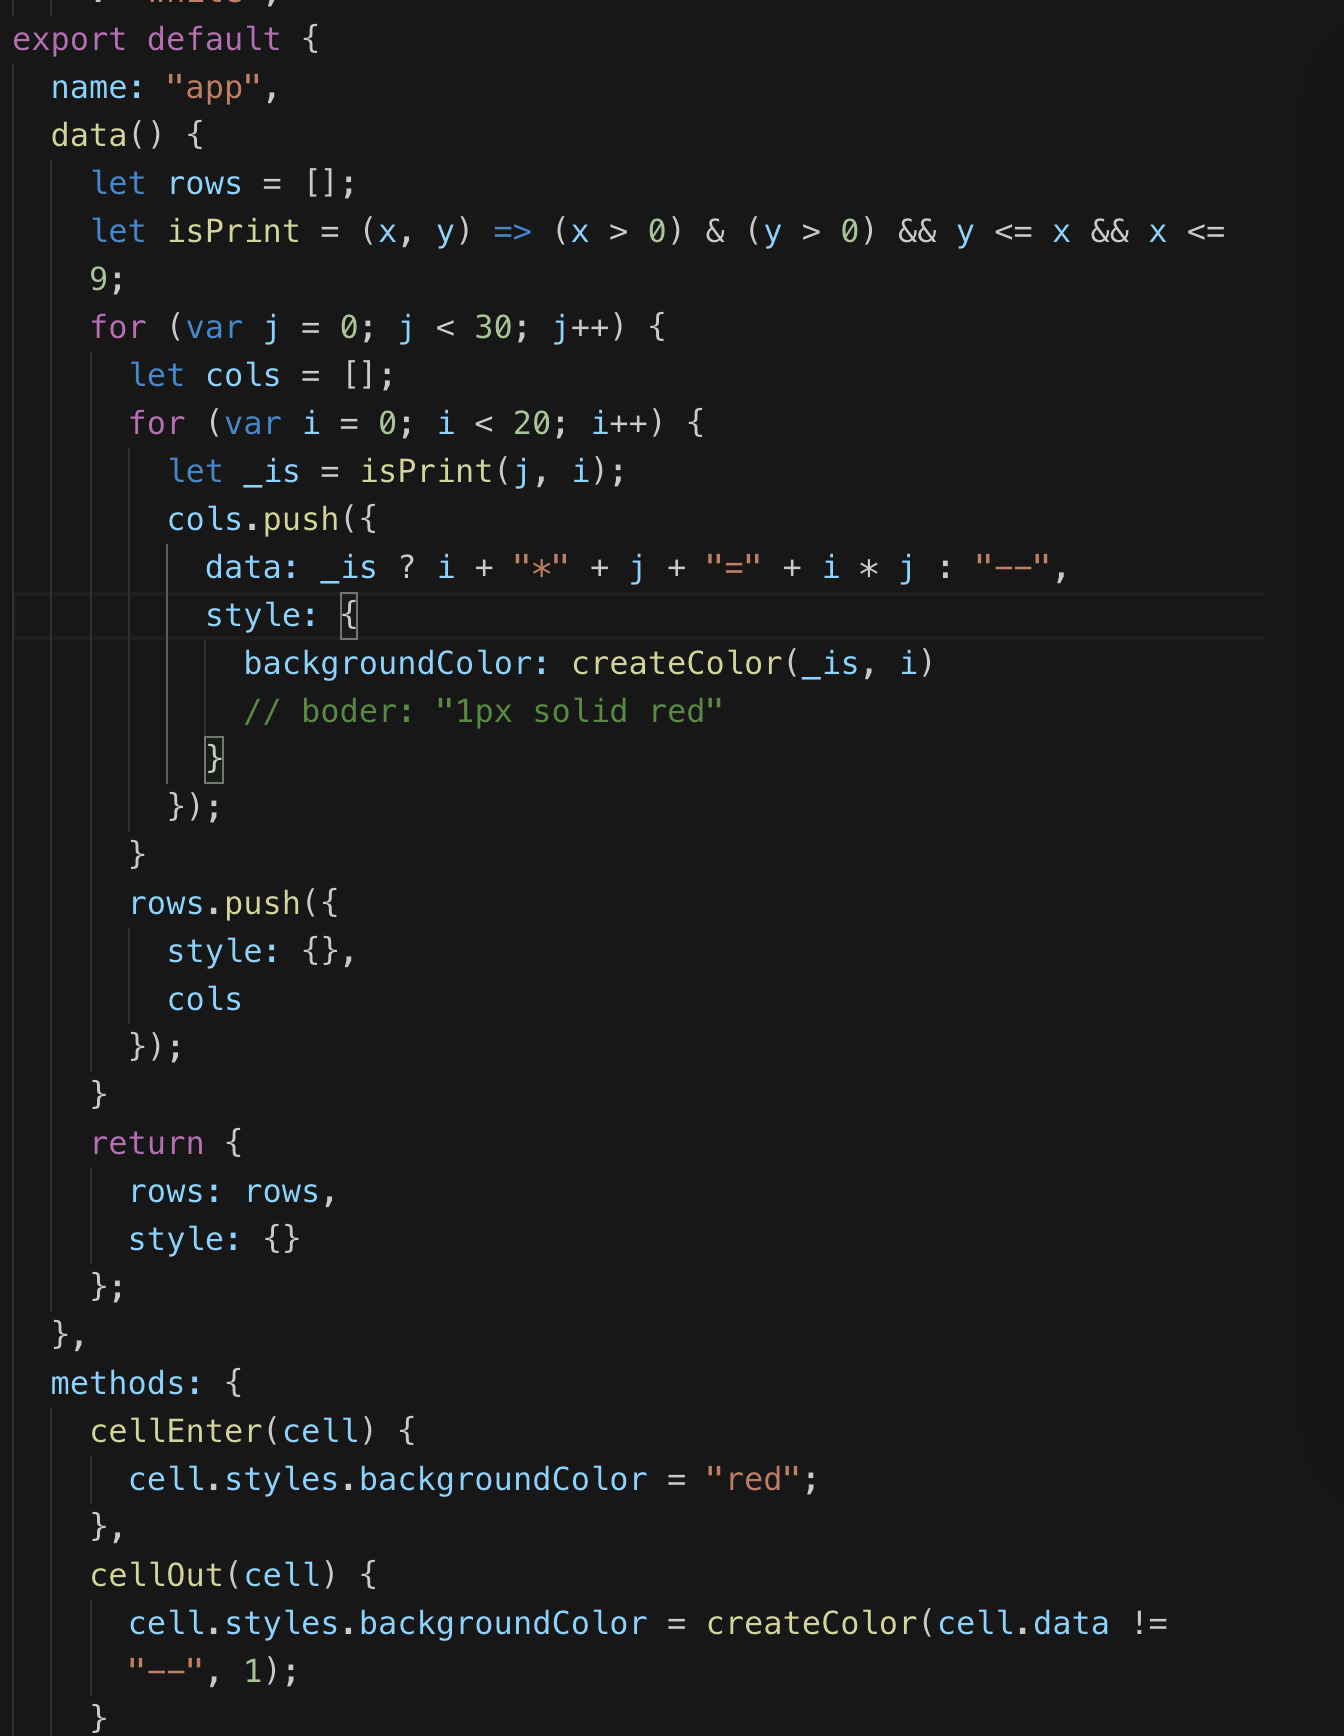 export default {
name: "app",
data() {
let rows = [];
let isPrint = (x, y) => (x > 0) & (y > 0) && y <= x && x <=
9;
for (var j = 0; j < 30; j++) {
let cols = [];
for (var i = 0; i < 20; i++) {
let _is = isPrint(j, i);
cols.push({
data: _is ? i + "*" + j + "=" + i * j : "--",
style: {
backgroundColor: createColor(_is, i)
// boder: "1px solid red"
}
});
}
rows.push({
style: {},
cols
});
}
return {
rows: rows,
style: {}
};
},
methods: {
cellEnter(cell) {
cell.styles.backgroundColor = "red";
},
cellOut(cell) {
cell.styles.backgroundColor = createColor(cell.data !=
"--", 1);
}